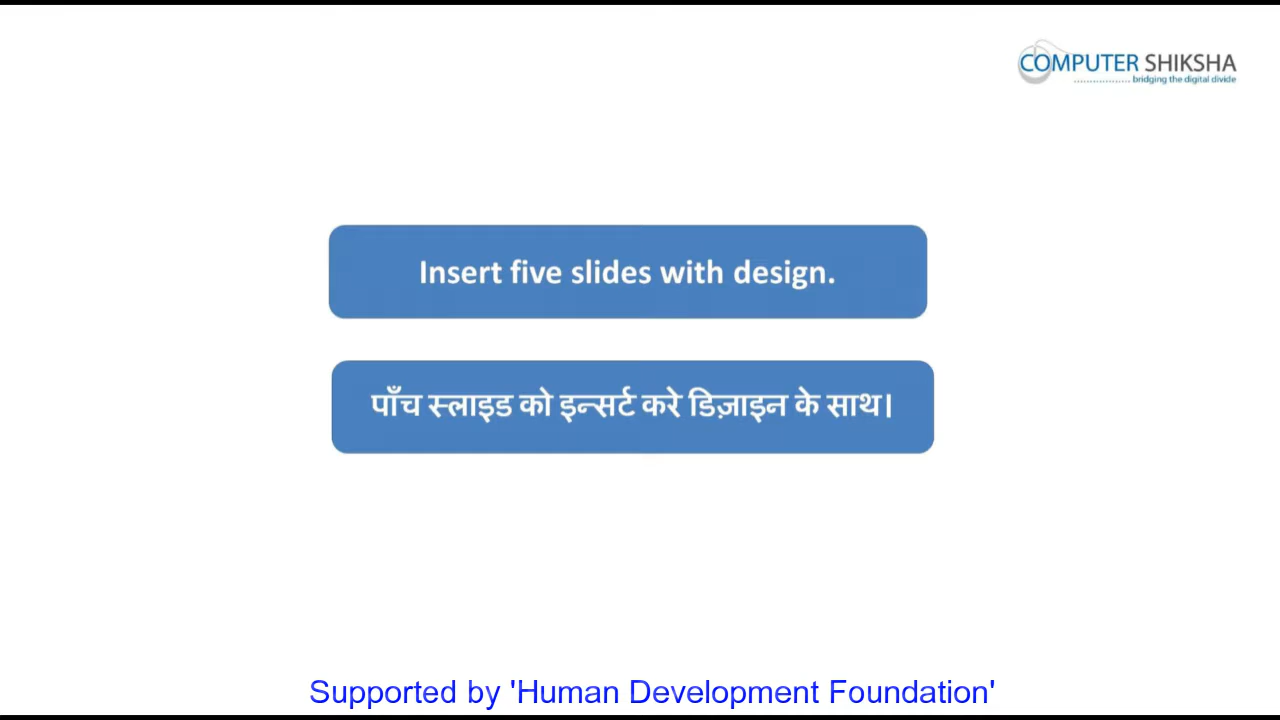 COMPUTER SHIKSHA
bridging the digital divide
Insert five slides with design.
पाँच स्लाइड को इन्सर्ट करे डिज़ाइन के साथ।
Supported by 'Human Development Foundation'